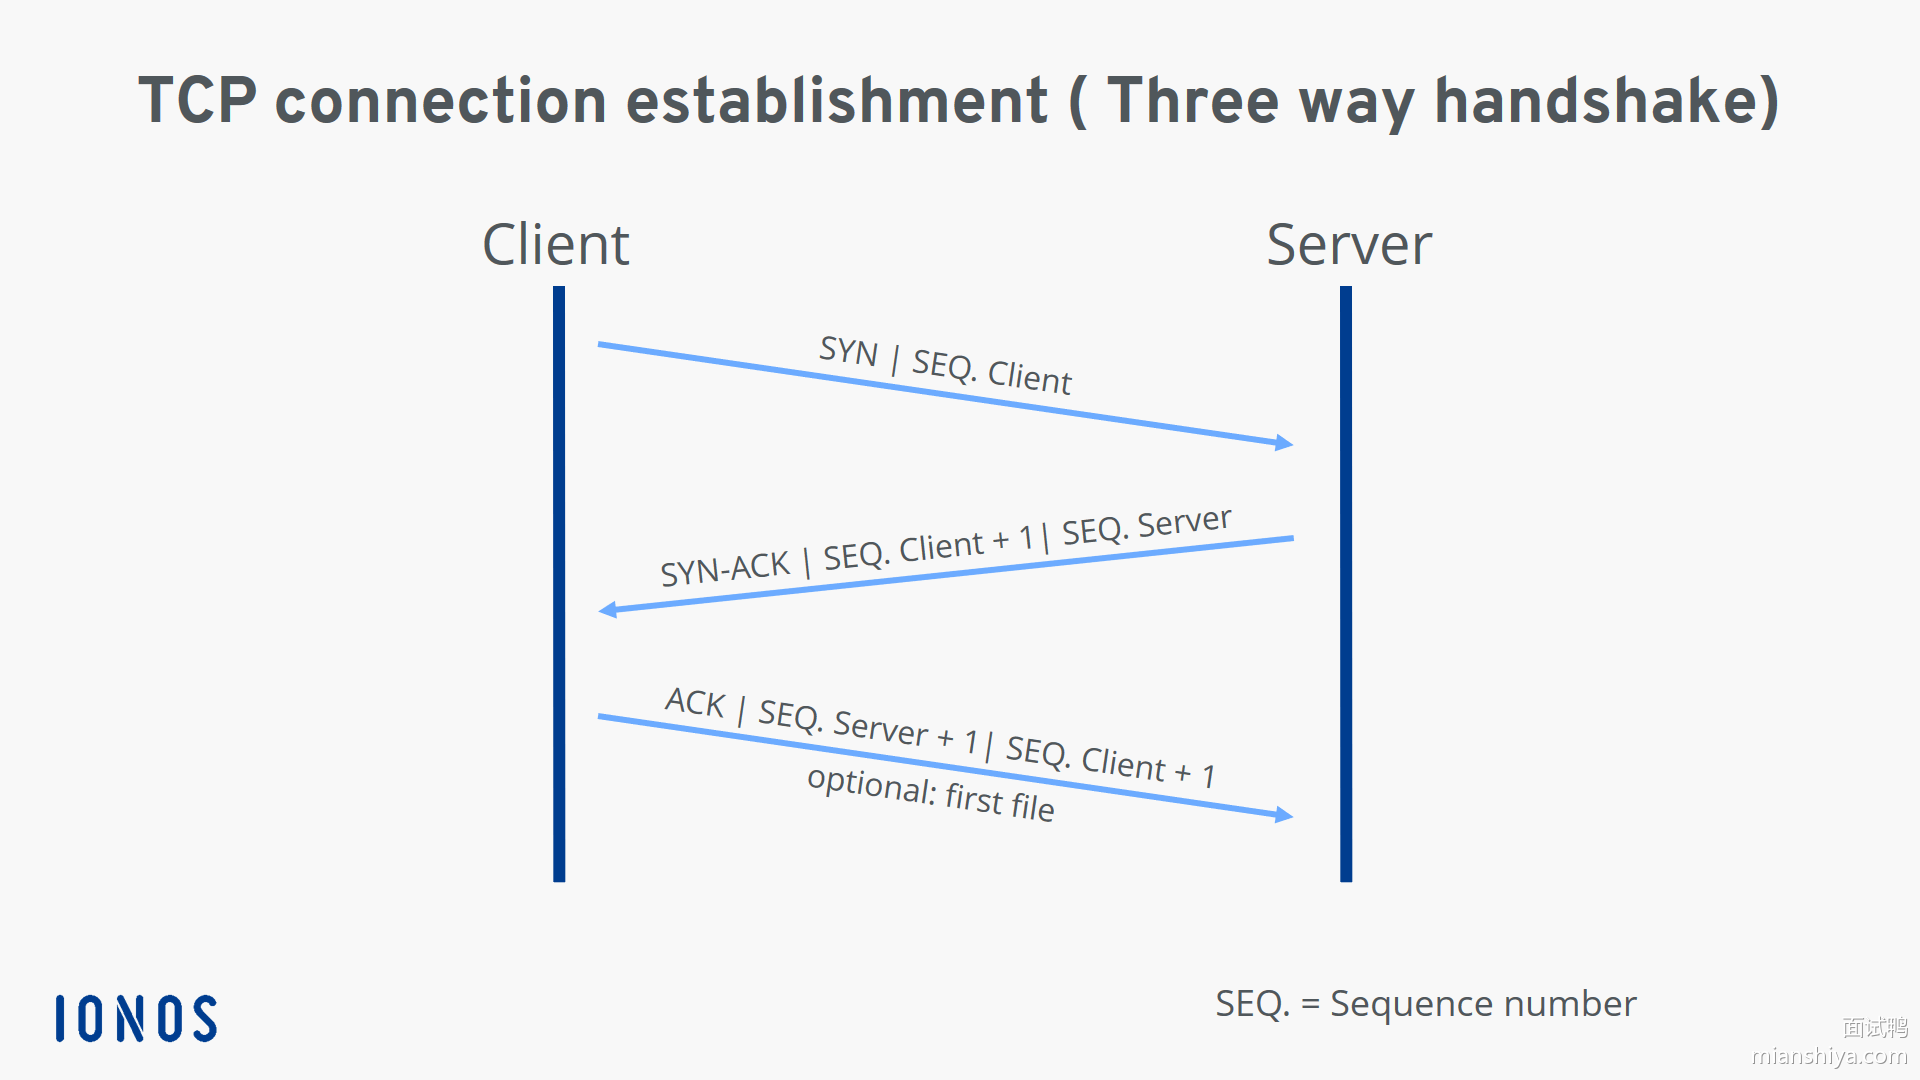 TCP connection establishment ( Three way handshake)
Client
Server
SYN | SEQ. Client
SYN-ACK | SEQ. Client + 1| SEQ. Server
ACK | SEQ. Server + 1| SEQ. Client + 1
optional: first file
IONOS
SEQ. = Sequence number
面试鸭
mianshiya.com